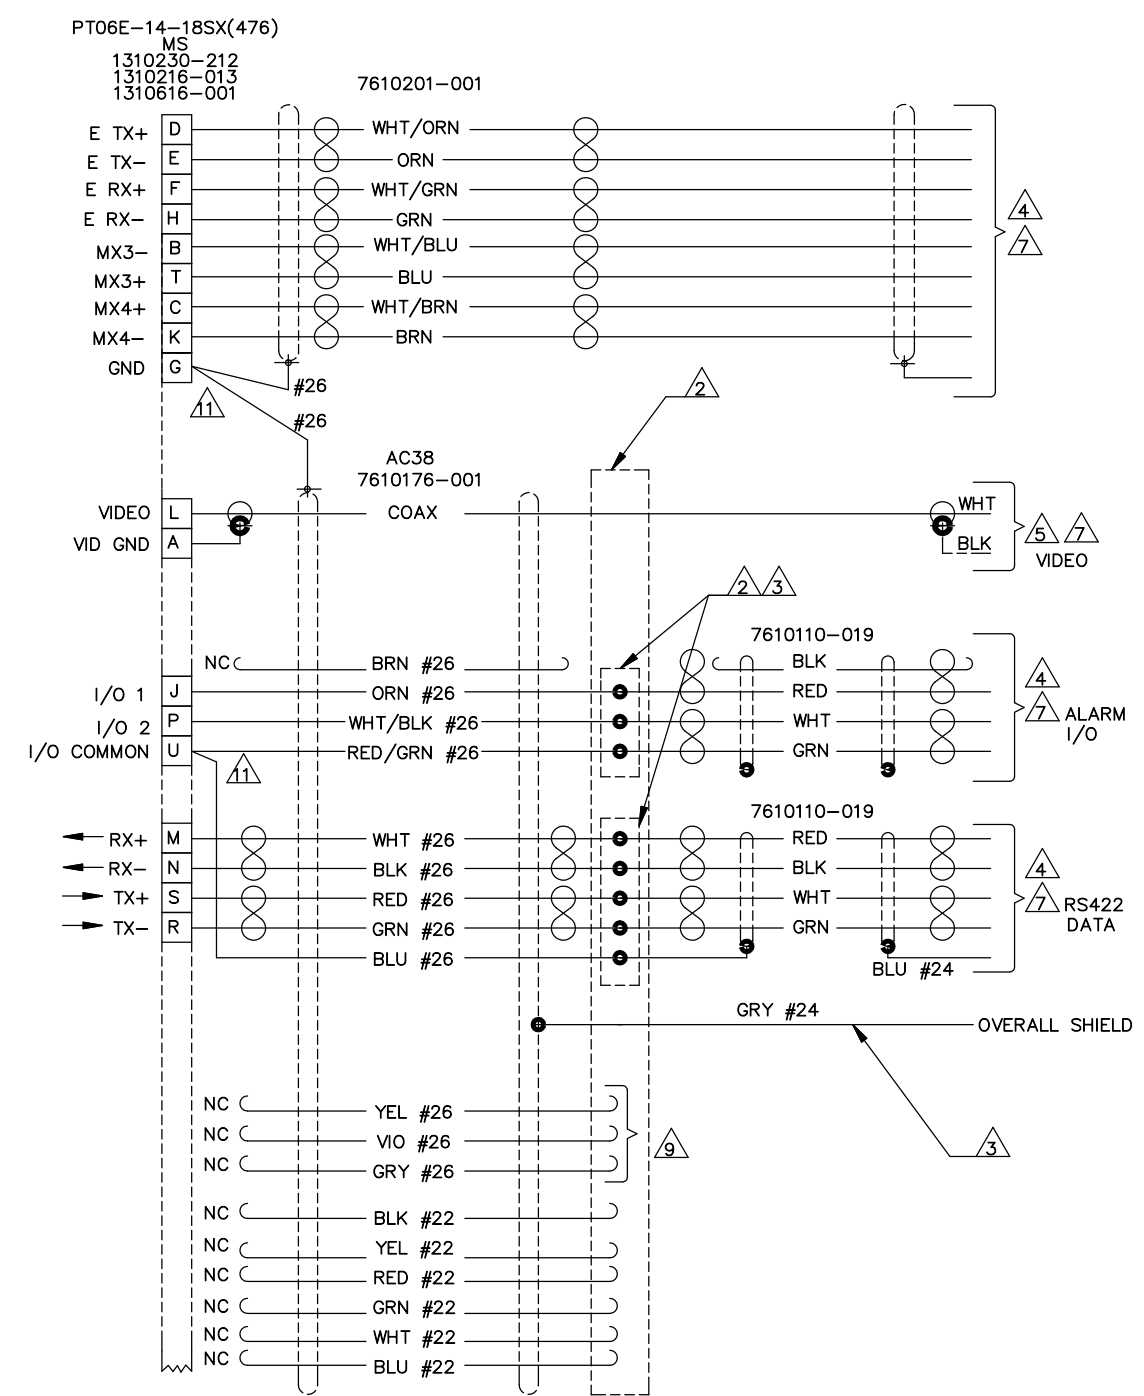 PT06E-14-18SX(476)
MS
1310230-212
1310216-013
1310616-001
7610201-001
E TX+ D WHT/ORN
E TX- E ORN
E RX+ F WHT/GRN
E RX- H GRN
MX3- B WHT/BLU
MX3+ T BLU
MX4+ C WHT/BRN
MX4- K BRN
GND G
4
7
#26
11
#26
2
AC38
7610176-001
VIDEO L COAX WHT
VID GND A BLK
5 7
VIDEO
2 3
7610110-019
NC BRN #26 BLK
I/O 1 J ORN #26 RED
I/O 2 P WHT/BLK #26 WHT
I/O COMMON U RED/GRN #26 GRN
4
7 ALARM
I/O
11
7610110-019
RX+ M WHT #26 RED
RX- N BLK #26 BLK
TX+ S RED #26 WHT
TX- R GRN #26 GRN
BLU #26
BLU #24
4
7 RS422
DATA
GRY #24
OVERALL SHIELD
3
NC YEL #26
NC VIO #26
NC GRY #26
9
NC BLK #22
NC YEL #22
NC RED #22
NC GRN #22
NC WHT #22
NC BLU #22